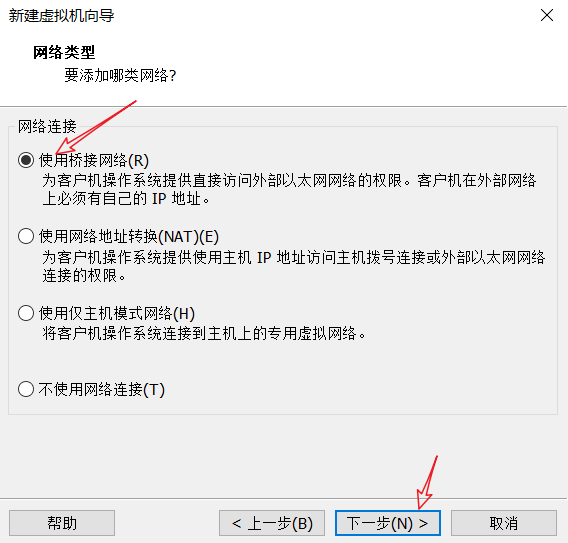 新建虚拟机向导
网络类型
要添加哪类网络?
网络连接
使用桥接网络(R)
为客户机操作系统提供直接访问外部以太网网络的权限。客户机在外部网络
上必须有自己的 IP 地址。
使用网络地址转换(NAT)(E)
为客户机操作系统提供使用主机 IP 地址访问主机拨号连接或外部以太网网络
连接的权限。
使用仅主机模式网络(H)
将客户机操作系统连接到主机上的专用虚拟网络。
不使用网络连接(T)
帮助
< 上一步(B)
下一步(N) >
取消